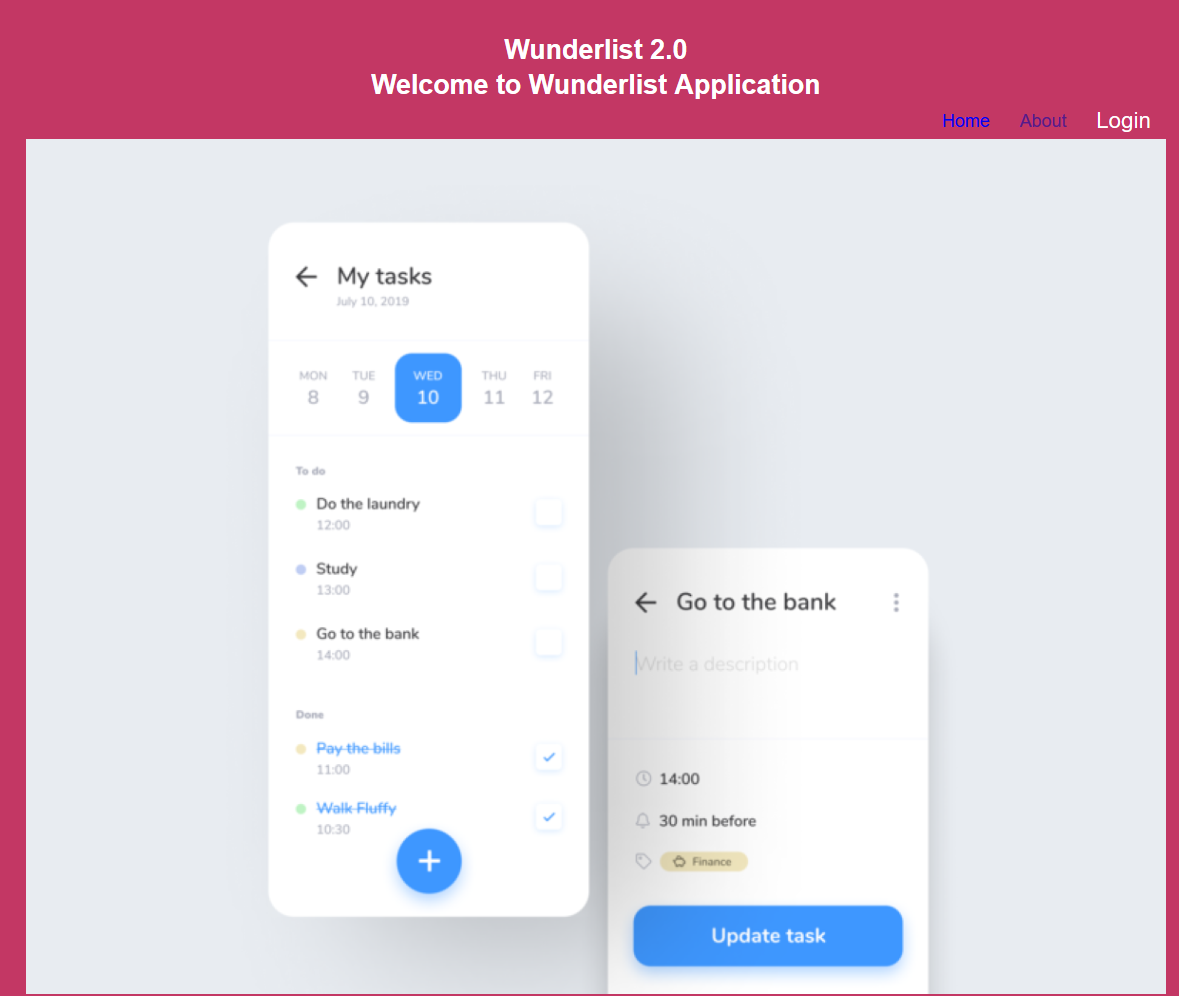 Wunderlist 2.0
Welcome to Wunderlist Application
Home About Login
My tasks
July 10, 2019
MON TUE WED THU FRI
8 9 10 11 12
To do
Do the laundry
12:00
Study
13:00
Go to the bank
14:00
Done
Pay the bills
11:00
Walk Fluffy
10:30
+
Go to the bank
Write a description
14:00
30 min before
Finance
Update task